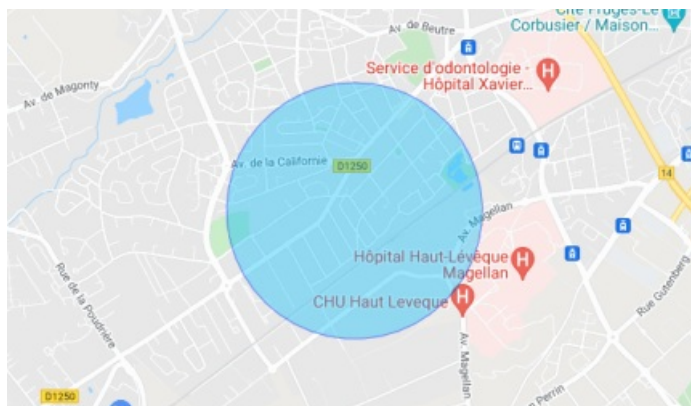 Cité Frugès-Le
Corbusier / Maison...
Av. de Beutre
Service d'odontologie -
Hôpital Xavier...
Av. de Magonty
Av. de la Californie
D1250
14
Av. Magellan
Hôpital Haut-Lévêque
Magellan
CHU Haut Leveque
Rue de la Poudrière
Rue Gutenberg
Av. Magellan
D1250
Perrin